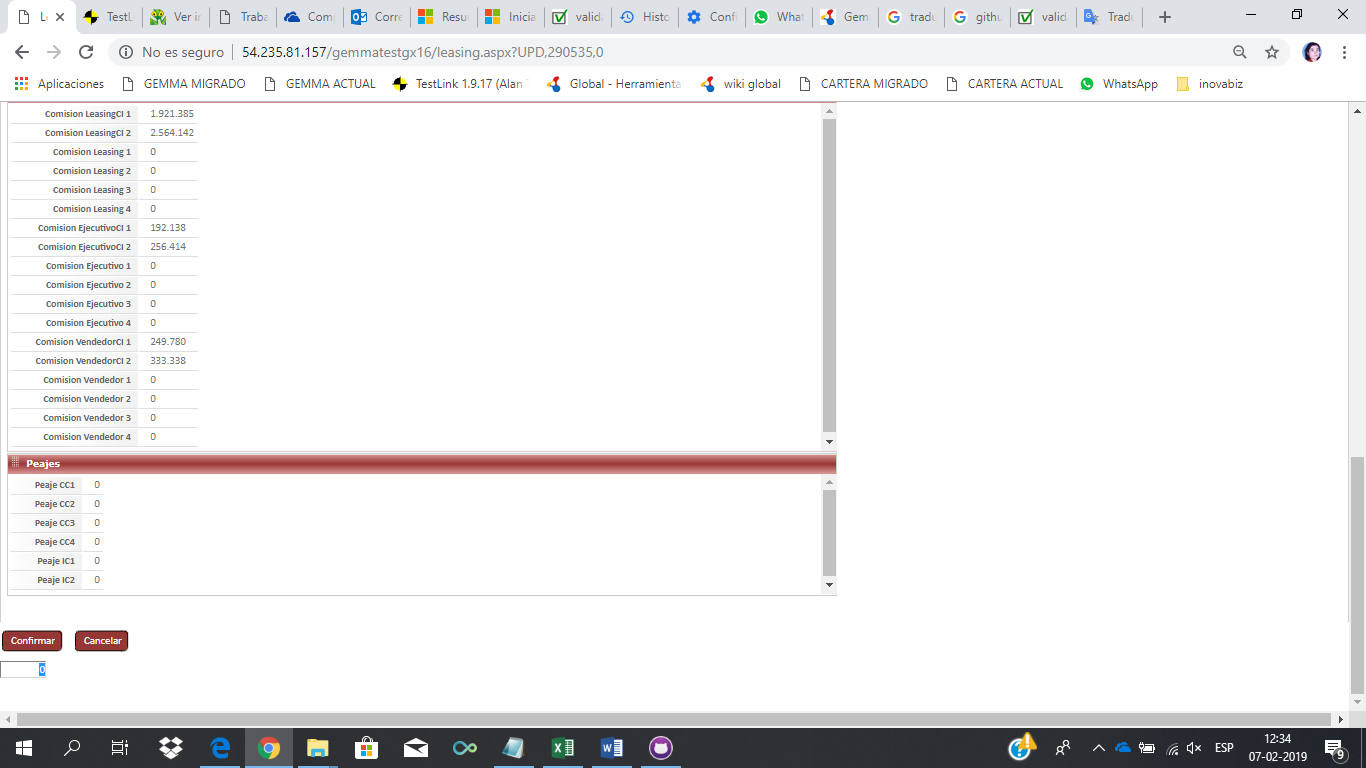 Le
TestL
Ver ir
Traba
Com
Corre
Resu
Inicia
valid
Histo
Confi
What
Gem
tradu
githu
valid
Tradu
No es seguro | 54.235.81.157/gemmatestgx16/leasing.aspx?UPD,290535,0
Aplicaciones GEMMA MIGRADO GEMMA ACTUAL TestLink 1.9.17 (Alan Global - Herramienta wiki global CARTERA MIGRADO CARTERA ACTUAL WhatsApp inovabiz
Comision LeasingCI 1 1.921.385
Comision LeasingCI 2 2.564.142
Comision Leasing 1 0
Comision Leasing 2 0
Comision Leasing 3 0
Comision Leasing 4 0
Comision EjecutivoCI 1 192.138
Comision EjecutivoCI 2 256.414
Comision Ejecutivo 1 0
Comision Ejecutivo 2 0
Comision Ejecutivo 3 0
Comision Ejecutivo 4 0
Comision VendedorCI 1 249.780
Comision VendedorCI 2 333.338
Comision Vendedor 1 0
Comision Vendedor 2 0
Comision Vendedor 3 0
Comision Vendedor 4 0
Peajes
Peaje CC1 0
Peaje CC2 0
Peaje CC3 0
Peaje CC4 0
Peaje IC1 0
Peaje IC2 0
Confirmar Cancelar
0
ESP
12:34
07-02-2019
9